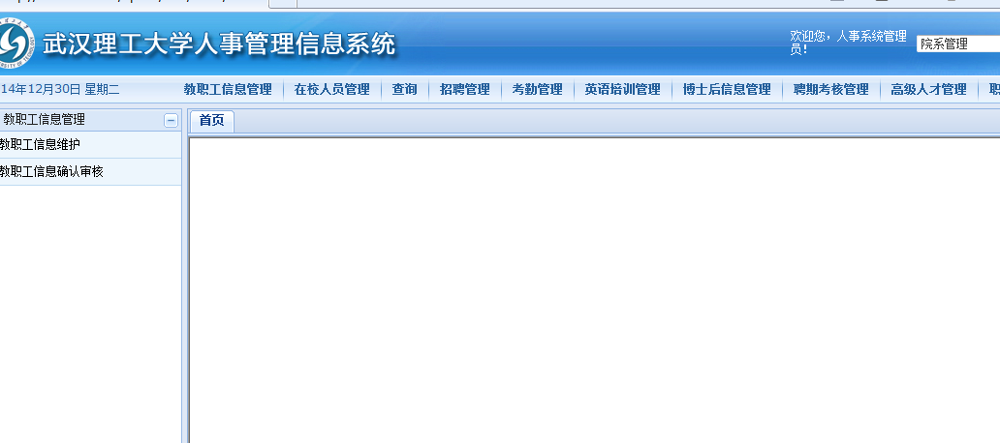 武汉理工大学人事管理信息系统
欢迎您，人事系统管理
员！
院系管理
14年12月30日 星期二
教职工信息管理 在校人员管理 查询 招聘管理 考勤管理 英语培训管理 博士后信息管理 聘期考核管理 高级人才管理 职
教职工信息管理
首页
教职工信息维护
教职工信息确认审核